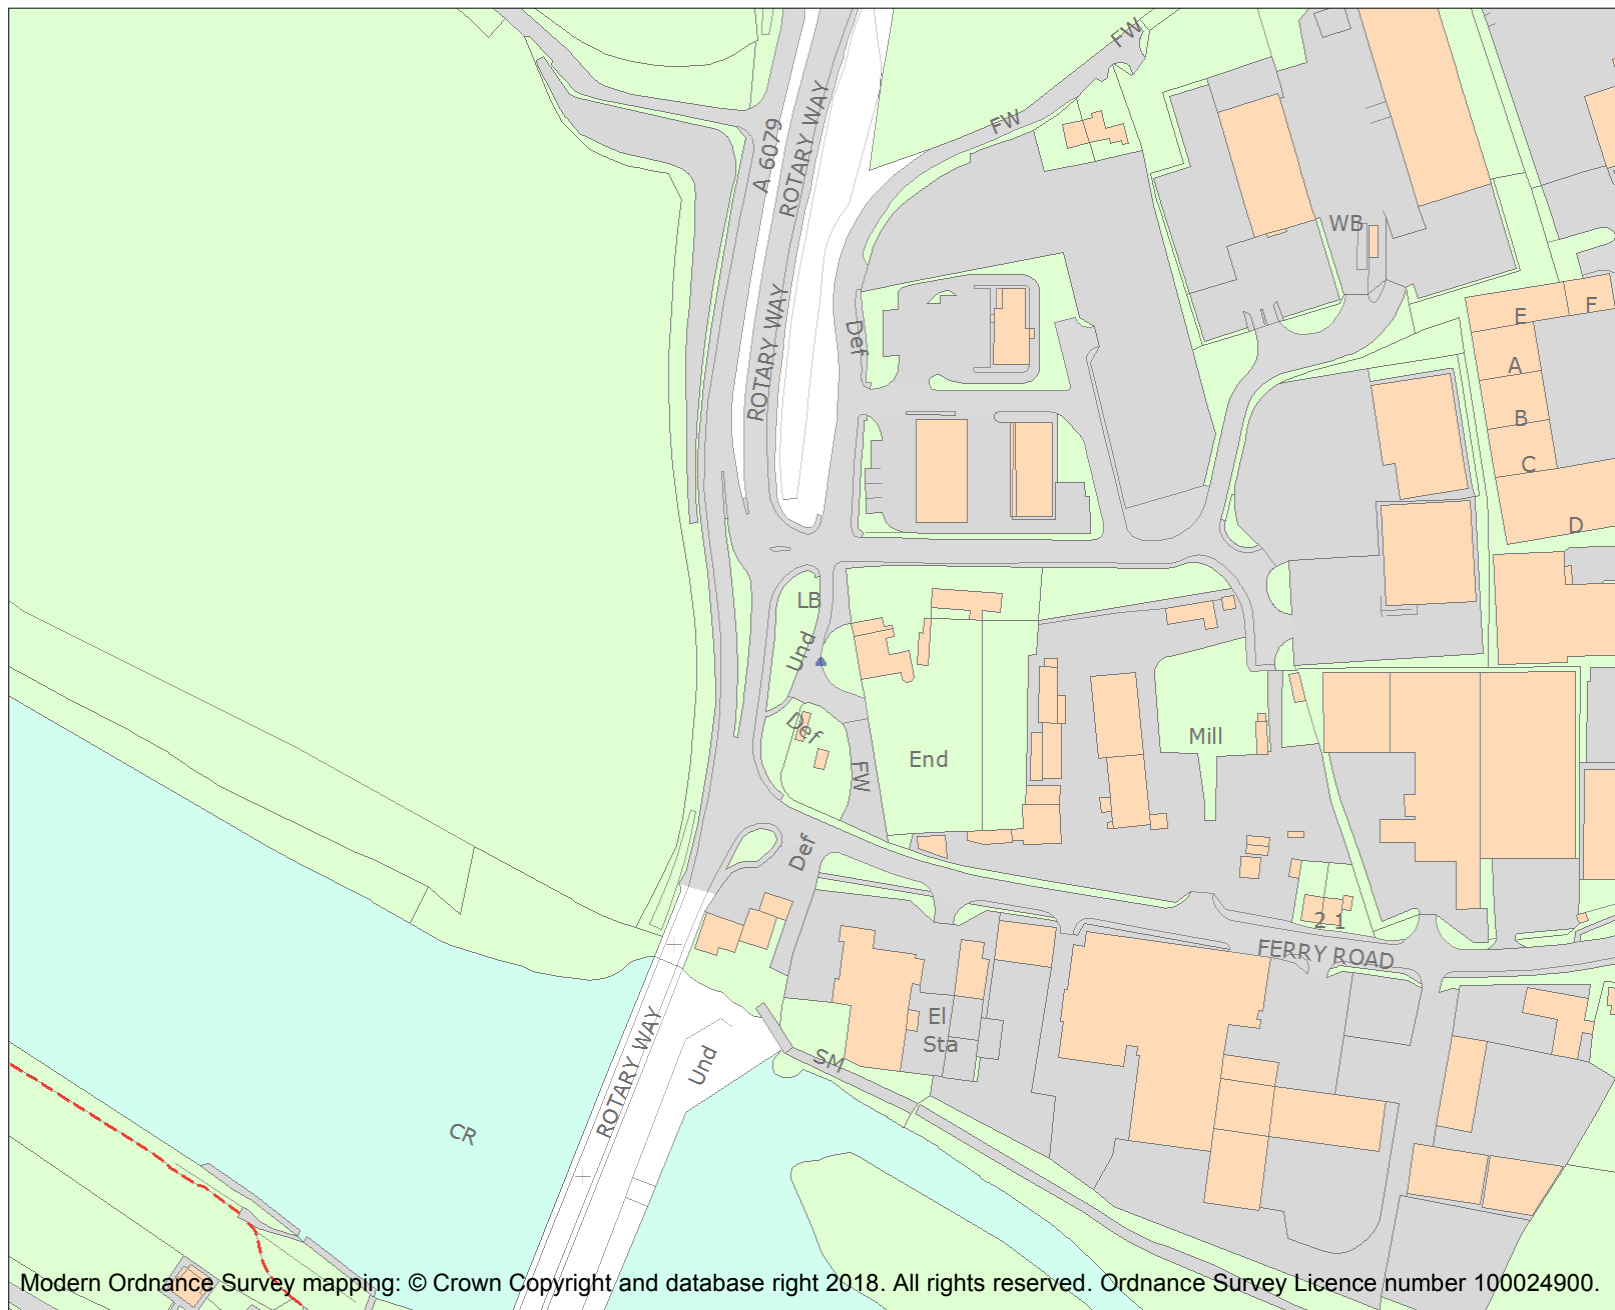 FW
A 6079
ROTARY WAY
FW
WB
Def
ROTARY WAY
E
F
A
B
C
D
LB
Und
Def
FW
End
Mill
Def
2 1
FERRY ROAD
El
Sta
SM
ROTARY WAY
Und
CR
Modern Ordnance Survey mapping: © Crown Copyright and database right 2018. All rights reserved. Ordnance Survey Licence number 100024900.